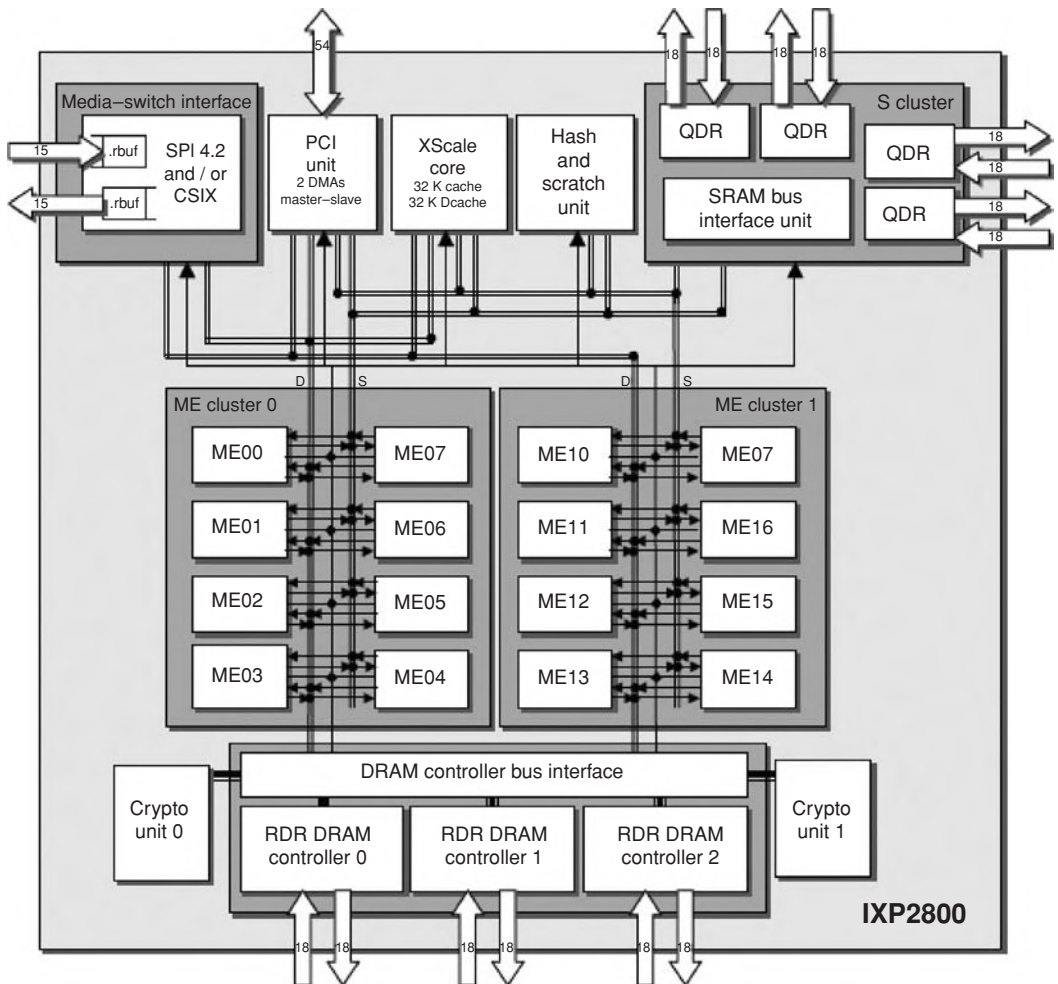 54
18
18
18
18
Media–switch interface
15
.rbuf
15
.rbuf
SPI 4.2
and / or
CSIX
PCI
unit
2 DMAs
master–slave
XScale
core
32 K cache
32 K Dcache
Hash
and
scratch
unit
S cluster
QDR
QDR
QDR
18
18
QDR
18
18
SRAM bus
interface unit
D
S
D
S
ME cluster 0
ME00
ME07
ME01
ME06
ME02
ME05
ME03
ME04
ME cluster 1
ME10
ME07
ME11
ME16
ME12
ME15
ME13
ME14
DRAM controller bus interface
Crypto
unit 0
RDR DRAM
controller 0
RDR DRAM
controller 1
RDR DRAM
controller 2
Crypto
unit 1
18
18
18
18
18
18
IXP2800